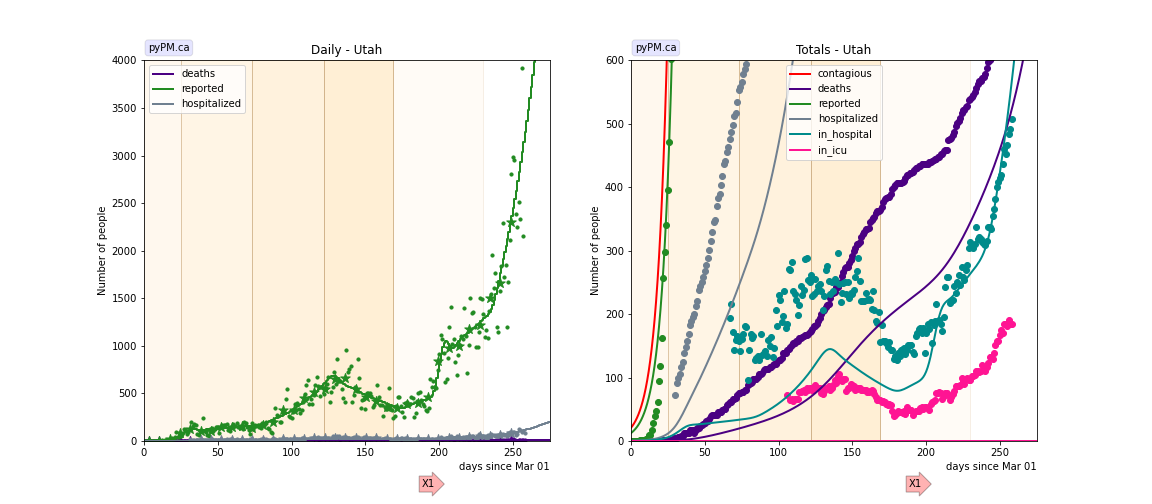 pyPM.ca
Daily - Utah
4000
3500
3000
2500
2000
1500
1000
500
0
Number of people
deaths
reported
hospitalized
0 50 100 150 200 250
days since Mar 01
X1
pyPM.ca
Totals - Utah
600
500
400
300
200
100
0
Number of people
contagious
deaths
reported
hospitalized
in_hospital
in_icu
0 50 100 150 200 250
days since Mar 01
X1